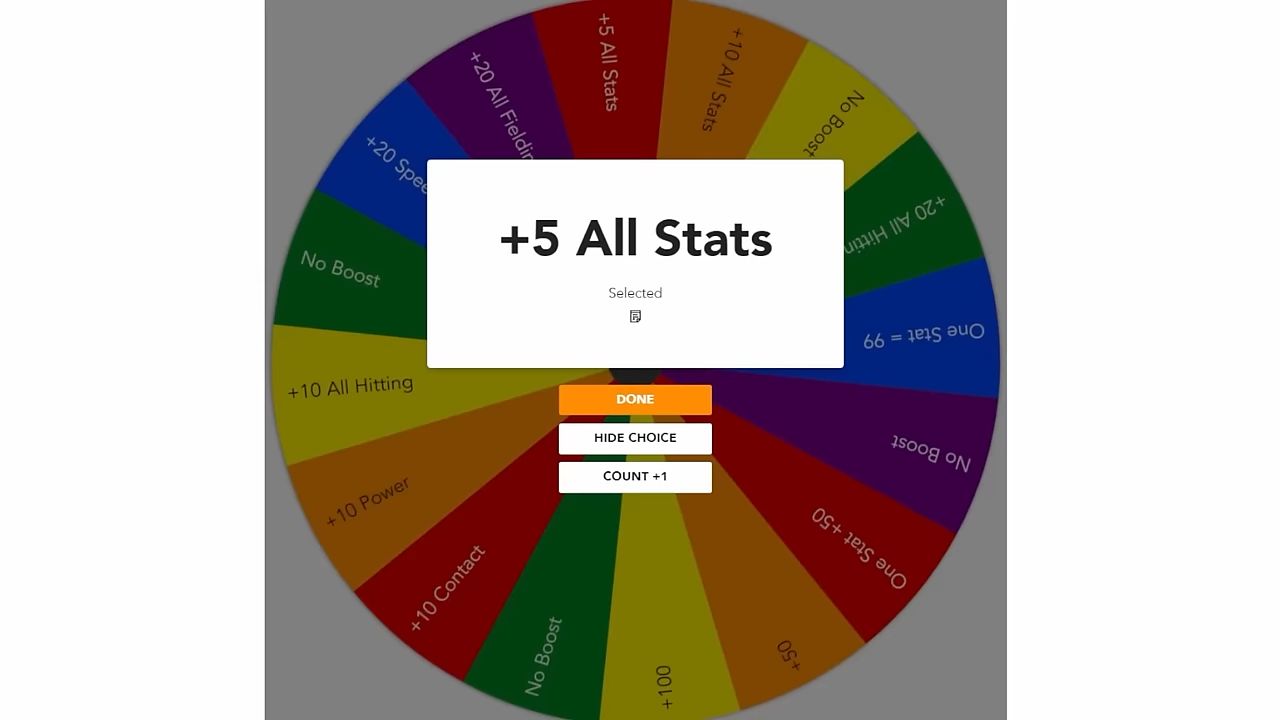 +5 All Stats
+10 All Stats
No Boost
+20 All Hittin
One Stat = 99
No Boost
One Stat +50
+50
+100
No Boost
+10 Contact
+10 Power
+10 All Hitting
No Boost
+20 Spee
+20 All Fieldin
+5 All Stats
Selected
DONE
HIDE CHOICE
COUNT +1